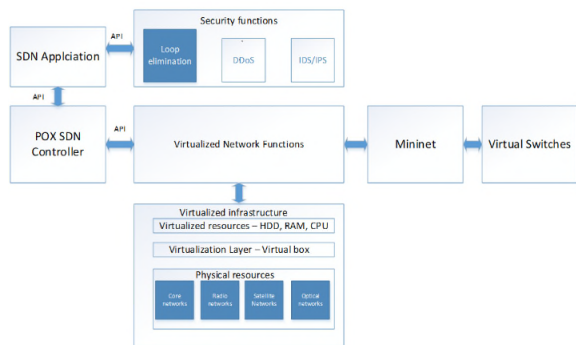 Security functions
API
SDN Applciation
Loop
elimination
DDoS
IDS/IPS
API
POX SDN
Controller
API
Virtualized Network Functions
Mininet
Virtual Switches
Virtualized infrastructure
Virtualized resources – HDD, RAM, CPU
Virtualization Layer – Virtual box
Physical resources
Core
networks
Radio
networks
Satellite
Networks
Optical
networks